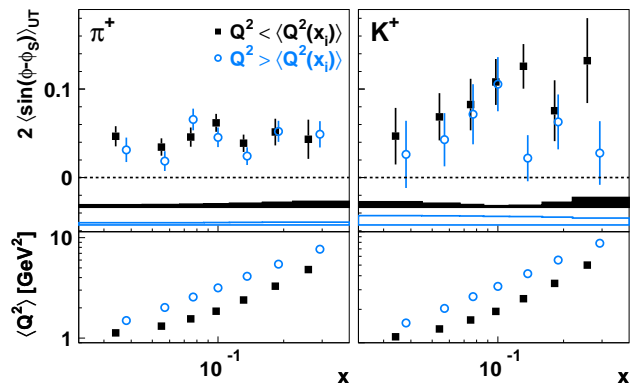 2 ⟨sin(ϕ-ϕS)⟩UT
π+
Q2 < ⟨Q2(xi)⟩
Q2 > ⟨Q2(xi)⟩
K+
0.1
0
⟨Q2⟩ [GeV2]
10
1
10-1
x
10-1
x